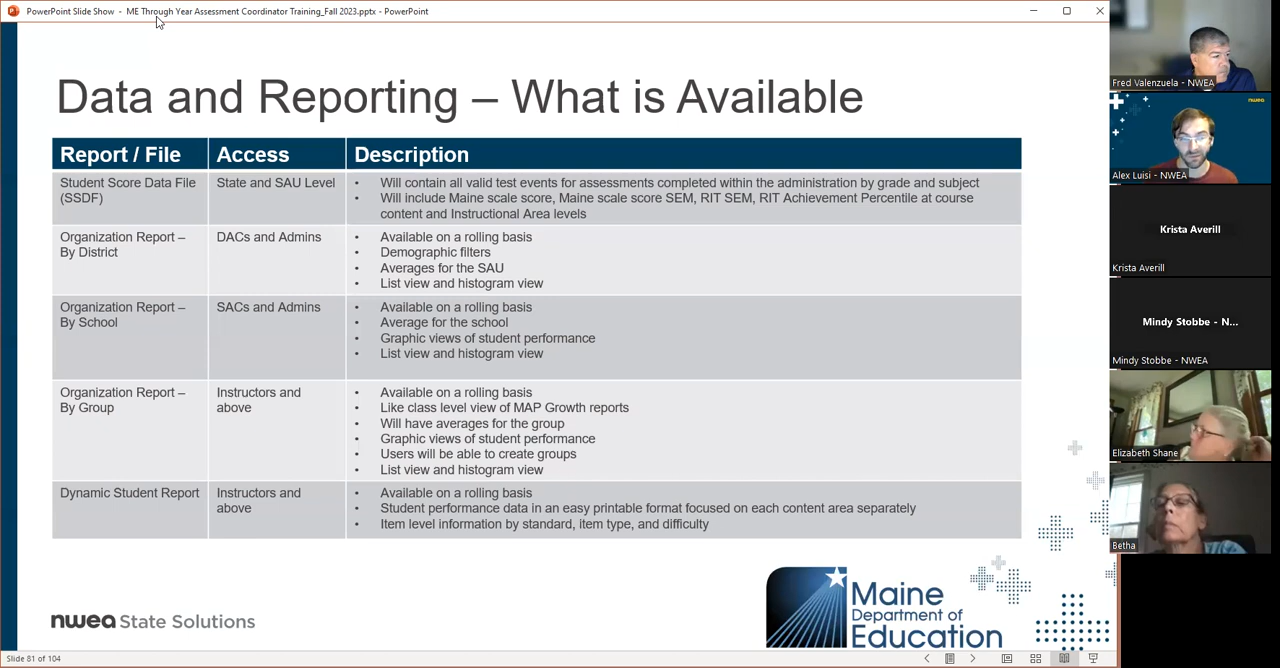 PowerPoint Slide Show - ME Through Year Assessment Coordinator Training_Fall 2023.pptx - PowerPoint
Data and Reporting – What is Available
Report / File
Access
Description
Student Score Data File
(SSDF)
State and SAU Level
• Will contain all valid test events for assessments completed within the administration by grade and subject
• Will include Maine scale score, Maine scale score SEM, RIT SEM, RIT Achievement Percentile at course
content and Instructional Area levels
Organization Report –
By District
DACs and Admins
• Available on a rolling basis
• Demographic filters
• Averages for the SAU
• List view and histogram view
Organization Report –
By School
SACs and Admins
• Available on a rolling basis
• Average for the school
• Graphic views of student performance
• List view and histogram view
Organization Report –
By Group
Instructors and
above
• Available on a rolling basis
• Like class level view of MAP Growth reports
• Will have averages for the group
• Graphic views of student performance
• Users will be able to create groups
• List view and histogram view
Dynamic Student Report
Instructors and
above
• Available on a rolling basis
• Student performance data in an easy printable format focused on each content area separately
• Item level information by standard, item type, and difficulty
nwea State Solutions
Maine
Department of
Education
Slide 81 of 104
Fred Valenzuela - NWEA
nwea
Alex Luisi - NWEA
Krista Averill
Krista Averill
Mindy Stobbe - N...
Mindy Stobbe - NWEA
Elizabeth Shane
Betha